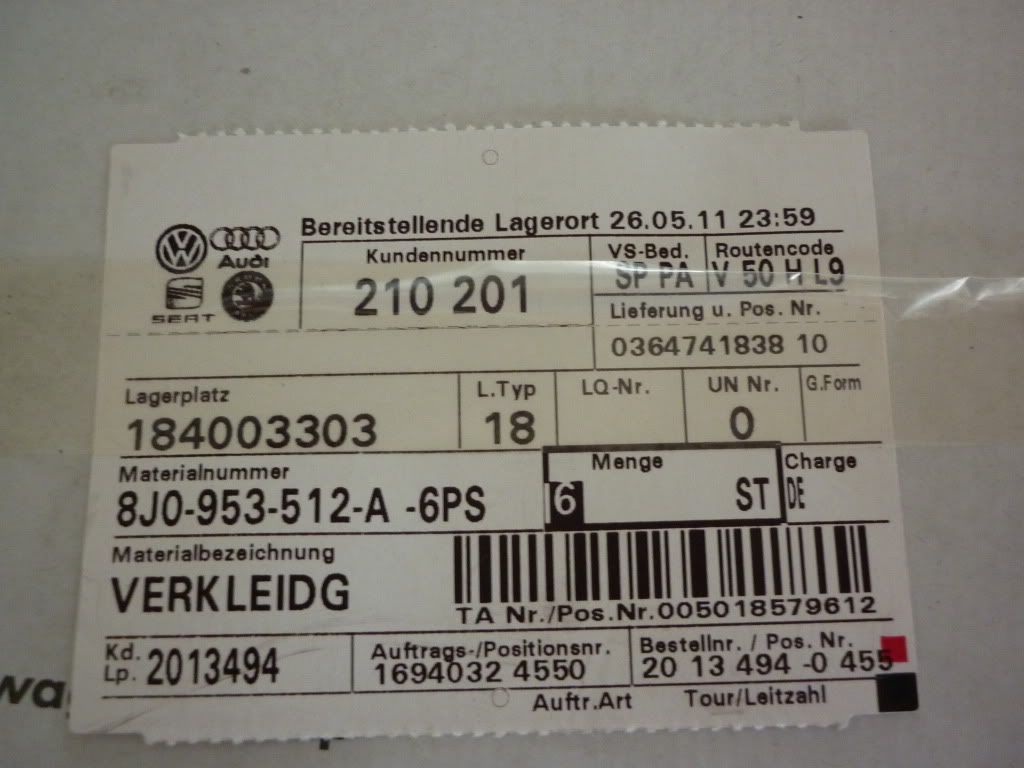 Bereitstellende Lagerort 26.05.11 23:59
Audi
SEAT
Kundennummer
210 201
VS-Bed. Routencode
SP PA V 50 H L9
Lieferung u. Pos. Nr.
0364741838 10
Lagerplatz L.Typ LQ-Nr. UN Nr. G.Form
184003303 18 0
Materialnummer Menge Charge
8J0-953-512-A -6PS 6 ST DE
Materialbezeichnung
VERKLEIDG
TA Nr./Pos.Nr.005018579612
Kd. Lp. 2013494
Auftrags-/Positionsnr.
1694032 4550
Bestellnr. / Pos. Nr.
20 13 494 -0 455
Auftr.Art Tour/Leitzahl